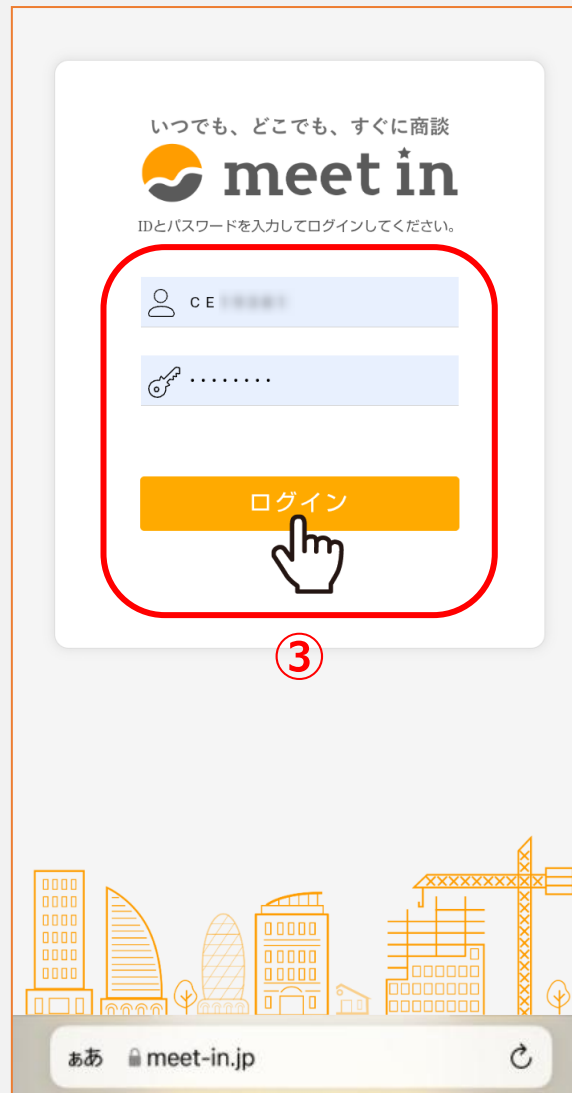 いつでも、どこでも、すぐに商談
meet in
IDとパスワードを入力してログインしてください。
CE
........
ログイン
③
ぁあ meet-in.jp